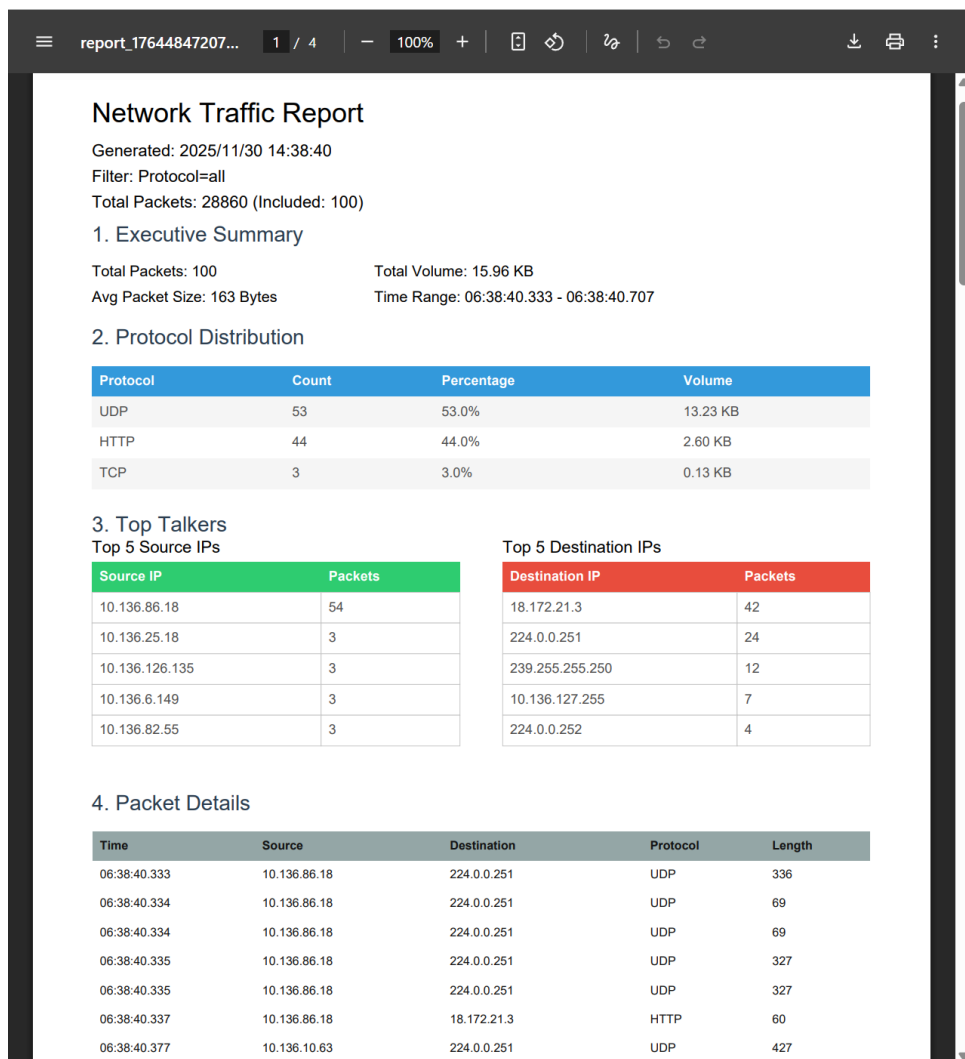 report_17644847207... 1 / 4 100%
Network Traffic Report
Generated: 2025/11/30 14:38:40
Filter: Protocol=all
Total Packets: 28860 (Included: 100)
1. Executive Summary
Total Packets: 100 Total Volume: 15.96 KB
Avg Packet Size: 163 Bytes Time Range: 06:38:40.333 - 06:38:40.707
2. Protocol Distribution
Protocol Count Percentage Volume
UDP 53 53.0% 13.23 KB
HTTP 44 44.0% 2.60 KB
TCP 3 3.0% 0.13 KB
3. Top Talkers
Top 5 Source IPs
Source IP Packets
10.136.86.18 54
10.136.25.18 3
10.136.126.135 3
10.136.6.149 3
10.136.82.55 3
Top 5 Destination IPs
Destination IP Packets
18.172.21.3 42
224.0.0.251 24
239.255.255.250 12
10.136.127.255 7
224.0.0.252 4
4. Packet Details
Time Source Destination Protocol Length
06:38:40.333 10.136.86.18 224.0.0.251 UDP 336
06:38:40.334 10.136.86.18 224.0.0.251 UDP 69
06:38:40.334 10.136.86.18 224.0.0.251 UDP 69
06:38:40.335 10.136.86.18 224.0.0.251 UDP 327
06:38:40.335 10.136.86.18 224.0.0.251 UDP 327
06:38:40.337 10.136.86.18 18.172.21.3 HTTP 60
06:38:40.377 10.136.10.63 224.0.0.251 UDP 427